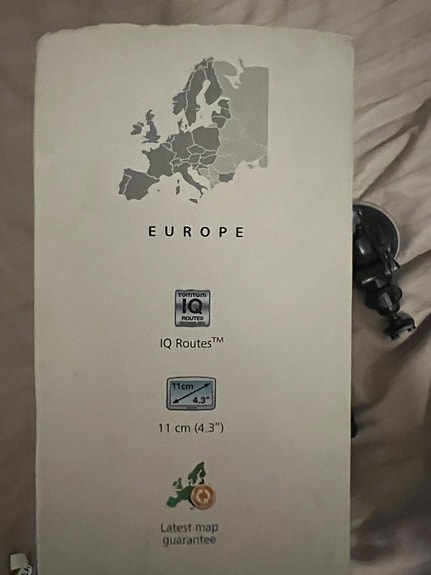 EUROPE
TOMTOM
IQ
ROUTES
IQ Routes™
11cm
4.3"
11 cm (4.3")
Latest map
guarantee